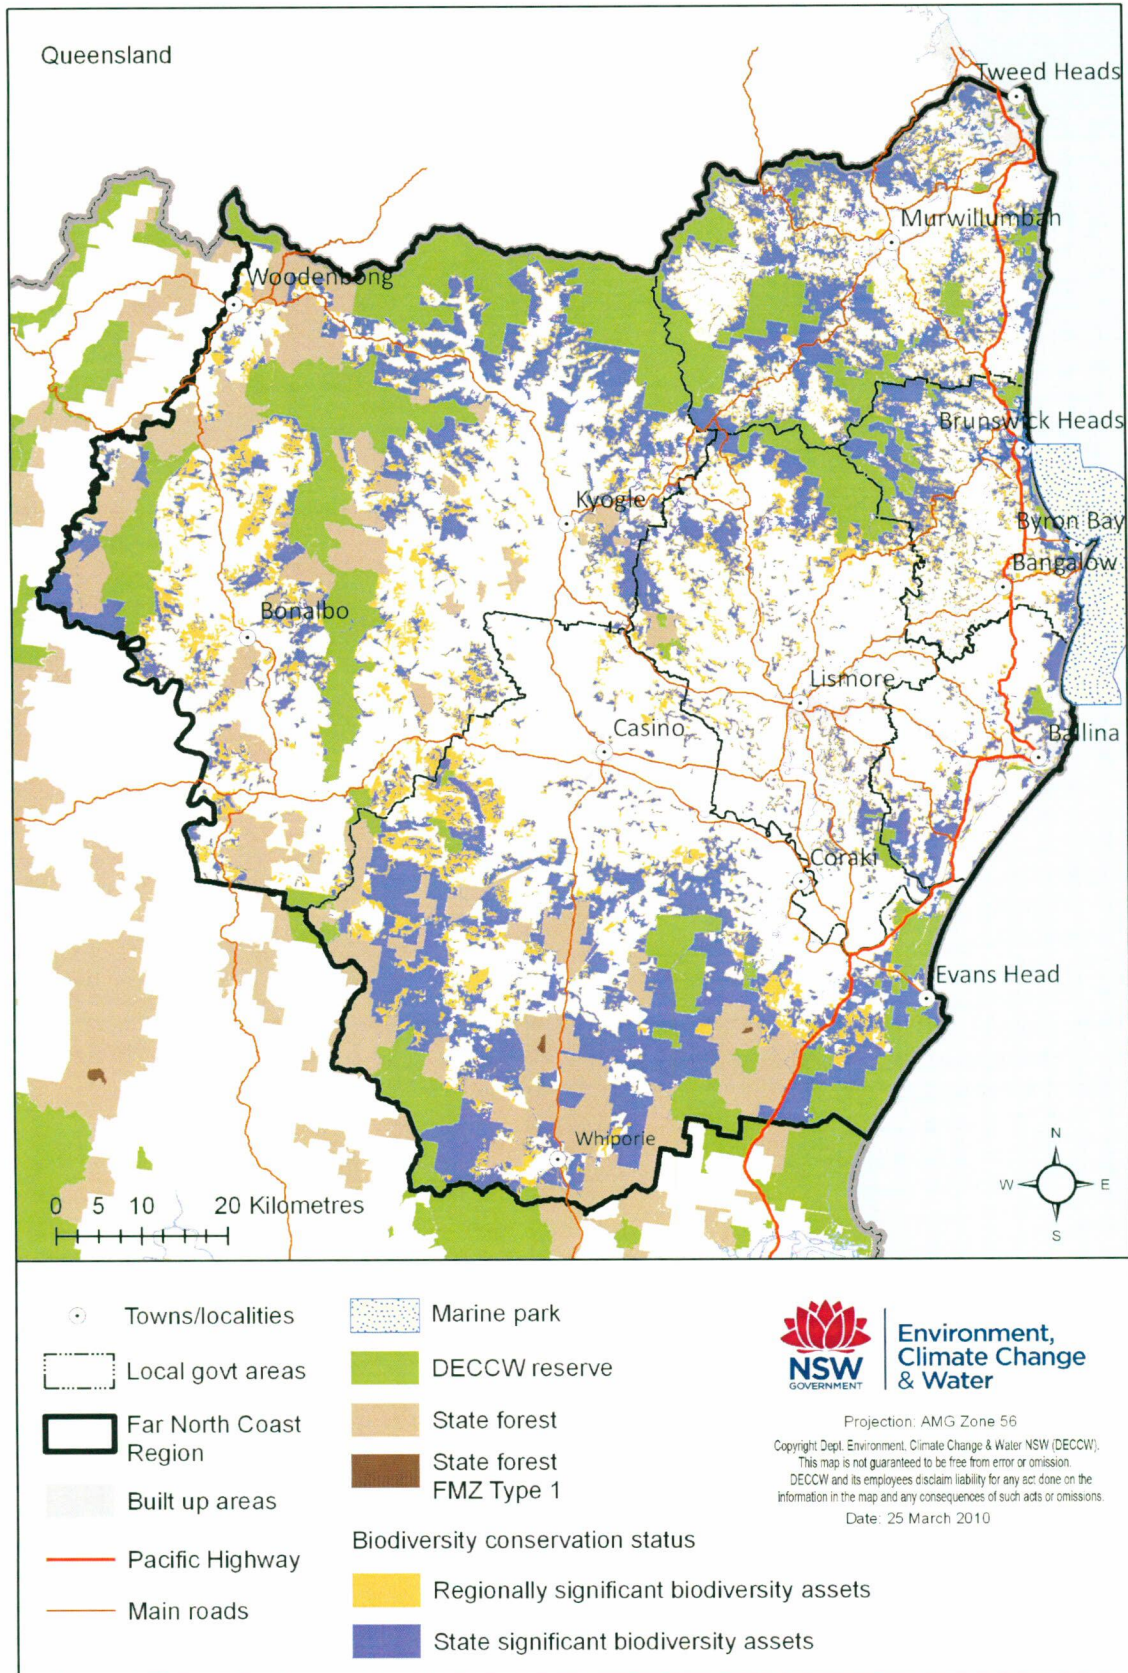 Queensland
Tweed Heads
Murwillumbah
Woodenbong
Brunswick Heads
Kyogle
Byron Bay
Bangalow
Bonalbo
Lismore
Casino
Ballina
Coraki
Evans Head
Whiporie
N
W E
S
0 5 10 20 Kilometres
Towns/localities
Local govt areas
Far North Coast
Region
Built up areas
Pacific Highway
Main roads
Marine park
DECCW reserve
State forest
State forest
FMZ Type 1
Biodiversity conservation status
Regionally significant biodiversity assets
State significant biodiversity assets
NSW
GOVERNMENT
Environment,
Climate Change
& Water
Projection: AMG Zone 56
Copyright Dept. Environment, Climate Change & Water NSW (DECCW).
This map is not guaranteed to be free from error or omission.
DECCW and its employees disclaim liability for any act done on the
information in the map and any consequences of such acts or omissions.
Date: 25 March 2010